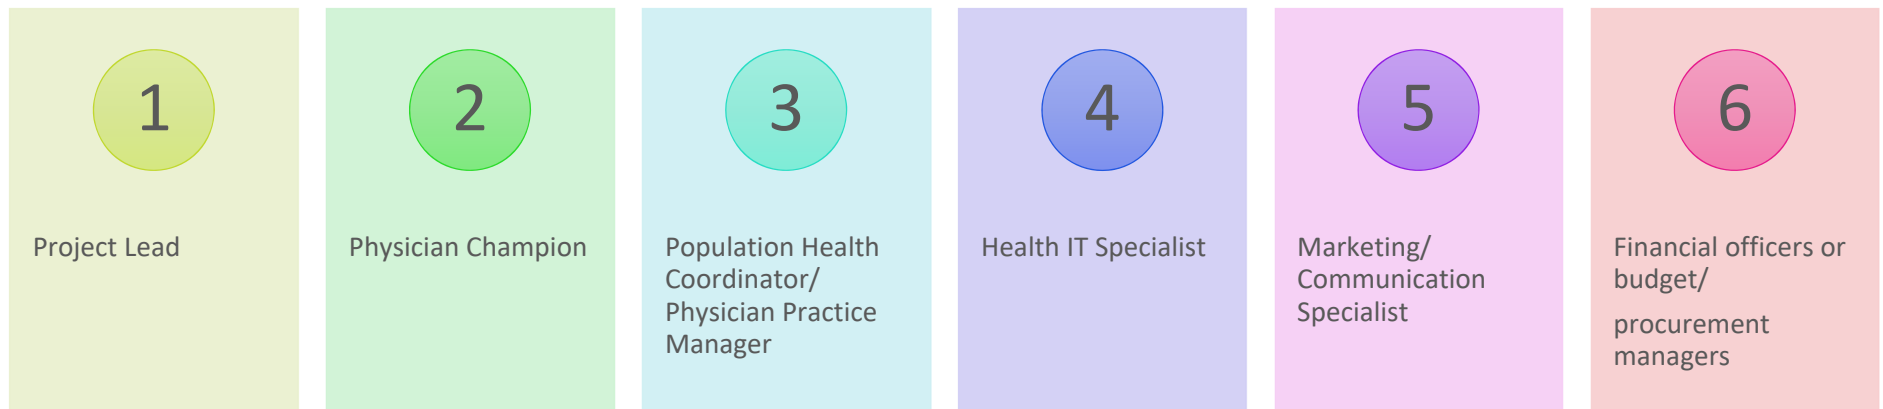 1
Project Lead
2
Physician Champion
3
Population Health
Coordinator/
Physician Practice
Manager
4
Health IT Specialist
5
Marketing/
Communication
Specialist
6
Financial officers or
budget/
procurement
managers